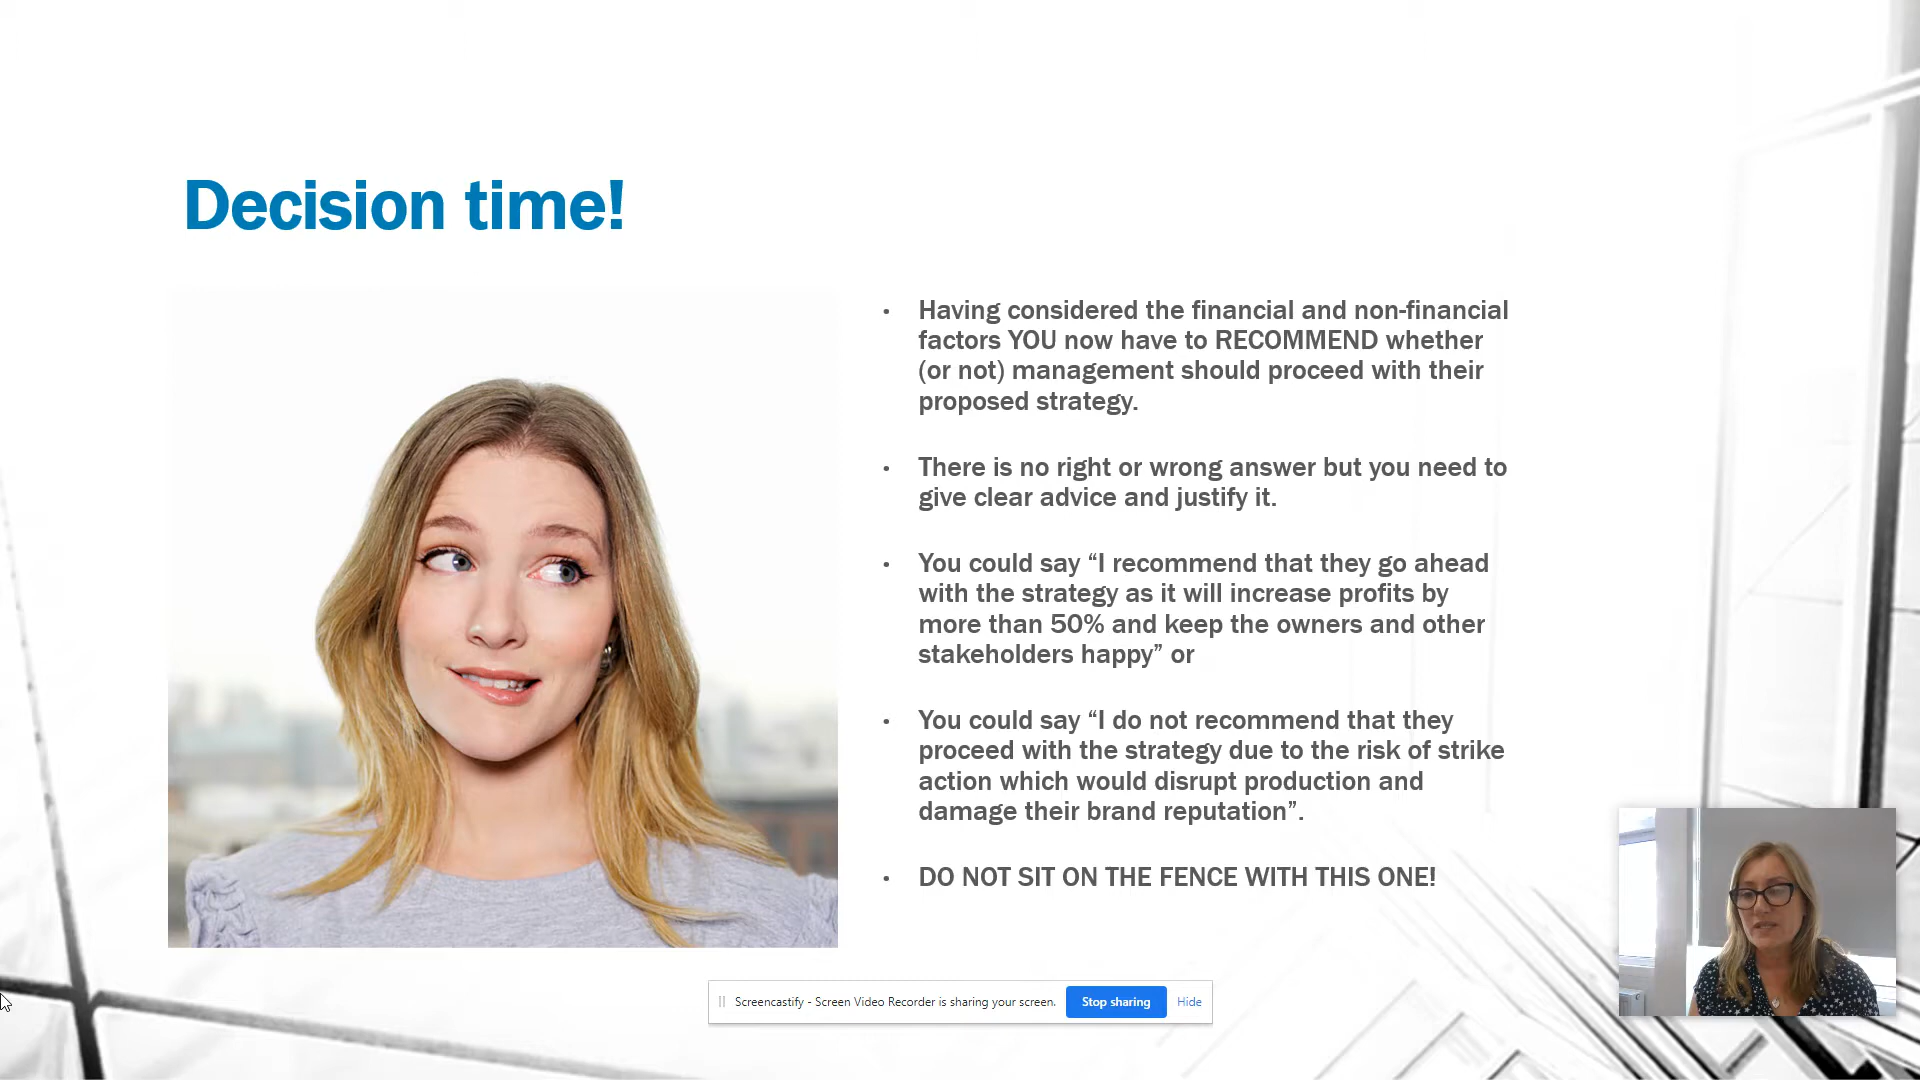 Decision time!
• Having considered the financial and non-financial
factors YOU now have to RECOMMEND whether
(or not) management should proceed with their
proposed strategy.
• There is no right or wrong answer but you need to
give clear advice and justify it.
• You could say “I recommend that they go ahead
with the strategy as it will increase profits by
more than 50% and keep the owners and other
stakeholders happy” or
• You could say “I do not recommend that they
proceed with the strategy due to the risk of strike
action which would disrupt production and
damage their brand reputation”.
• DO NOT SIT ON THE FENCE WITH THIS ONE!
Screencastify - Screen Video Recorder is sharing your screen. Stop sharing Hide